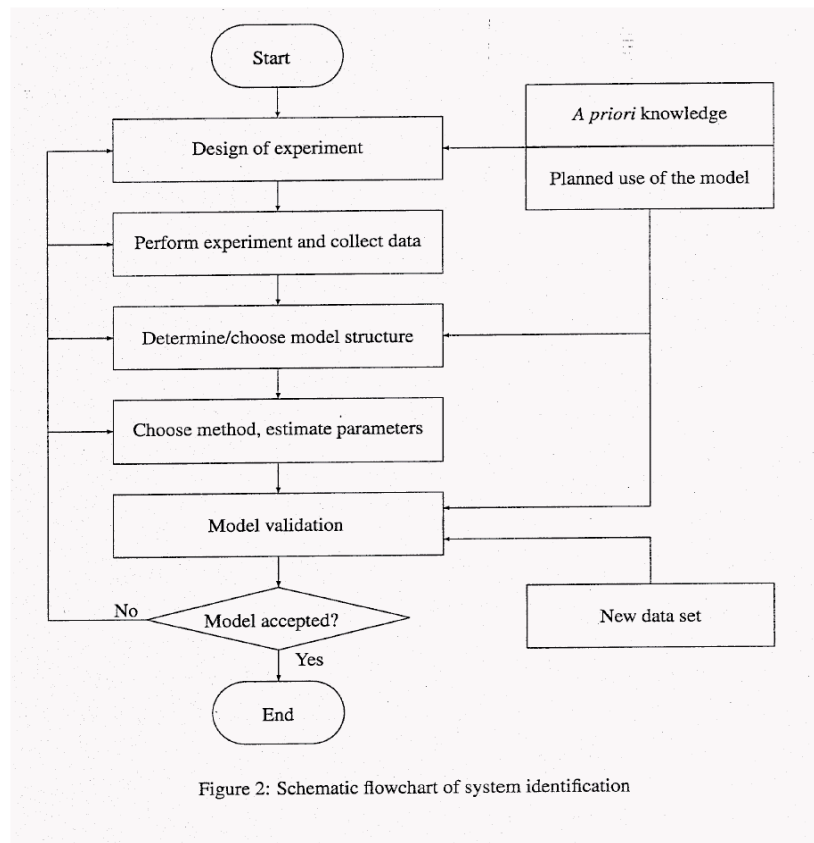 Start
Design of experiment
A priori knowledge
Planned use of the model
Perform experiment and collect data
Determine/choose model structure
Choose method, estimate parameters
Model validation
No
Model accepted?
New data set
Yes
End
Figure 2: Schematic flowchart of system identification